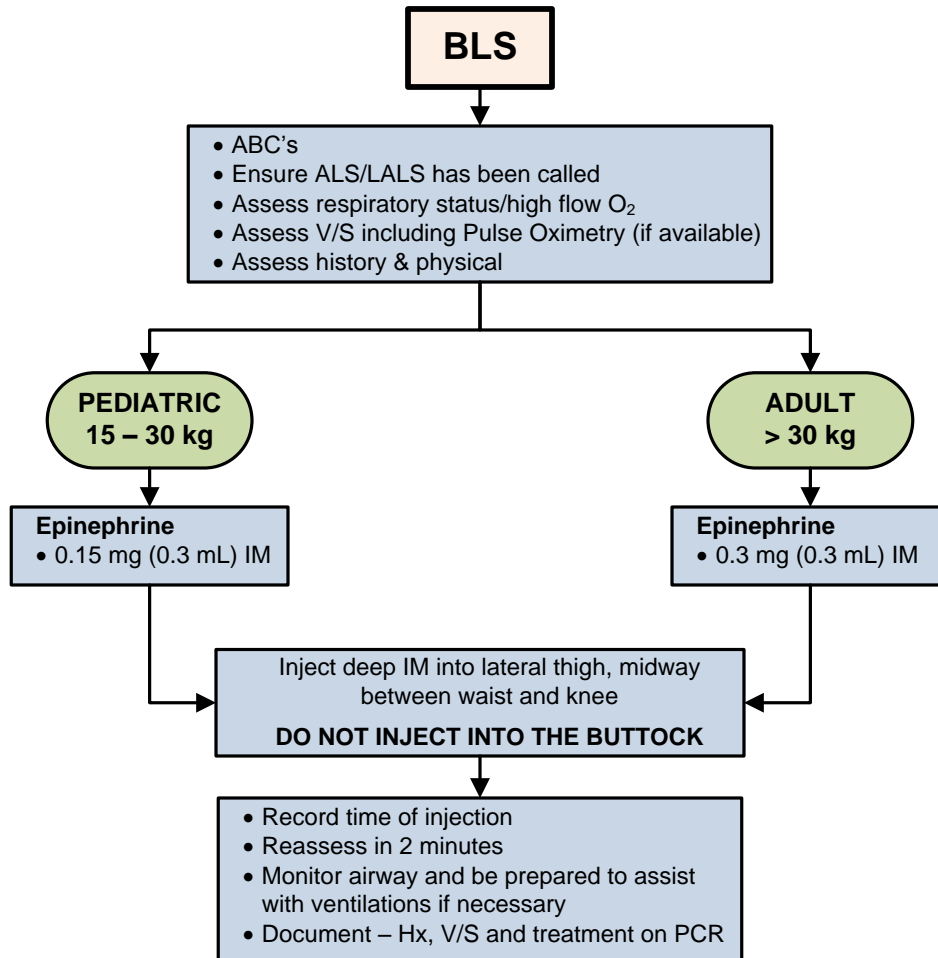 BLS
• ABC’s
• Ensure ALS/LALS has been called
• Assess respiratory status/high flow O₂
• Assess V/S including Pulse Oximetry (if available)
• Assess history & physical
PEDIATRIC
15 – 30 kg
ADULT
> 30 kg
Epinephrine
• 0.15 mg (0.3 mL) IM
Epinephrine
• 0.3 mg (0.3 mL) IM
Inject deep IM into lateral thigh, midway
between waist and knee
DO NOT INJECT INTO THE BUTTOCK
• Record time of injection
• Reassess in 2 minutes
• Monitor airway and be prepared to assist
with ventilations if necessary
• Document – Hx, V/S and treatment on PCR